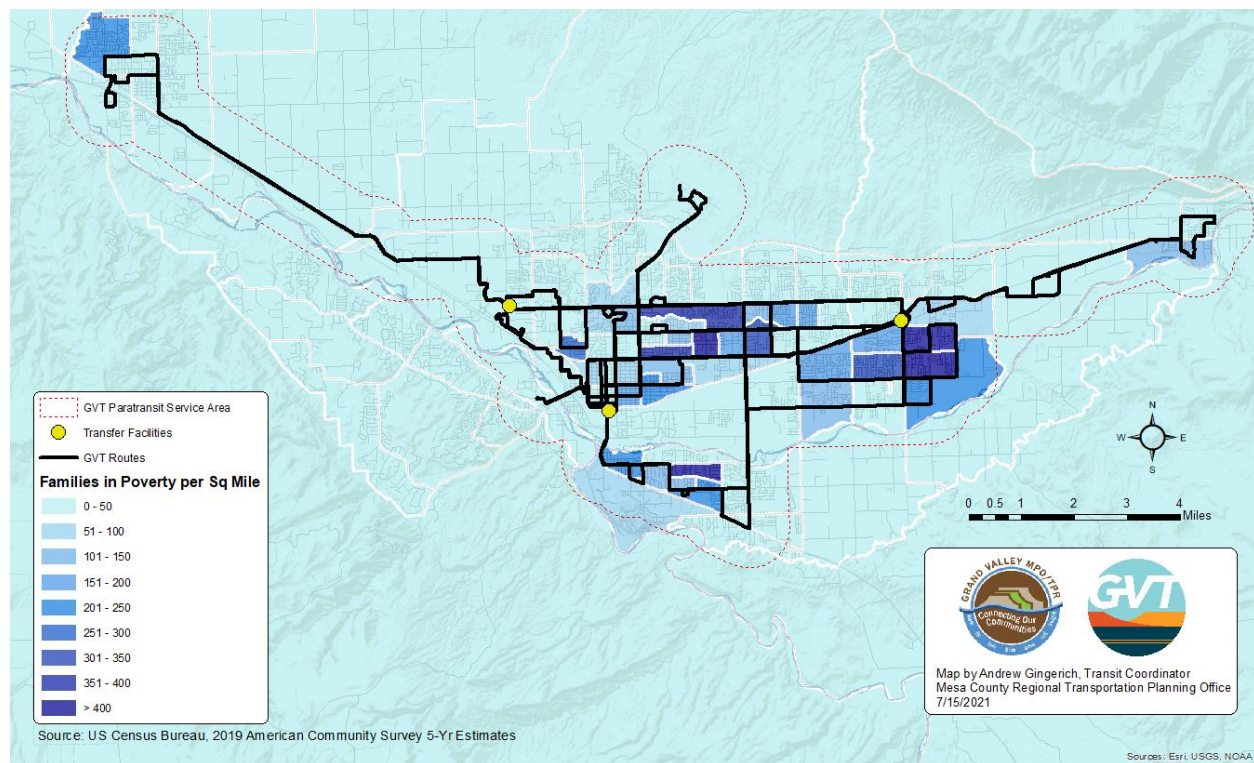 GVT Paratransit Service Area
Transfer Facilities
GVT Routes
Families in Poverty per Sq Mile
0 - 50
51 - 100
101 - 150
151 - 200
201 - 250
251 - 300
301 - 350
351 - 400
> 400
Source: US Census Bureau, 2019 American Community Survey 5-Yr Estimates
N
W
E
S
0 0.5 1 2 3 4
Miles
GRAND VALLEY MPO/TPR
Connecting Our
Communities
GVT
Map by Andrew Gingerich, Transit Coordinator
Mesa County Regional Transportation Planning Office
7/15/2021
Sources: Esri, USGS, NOAA